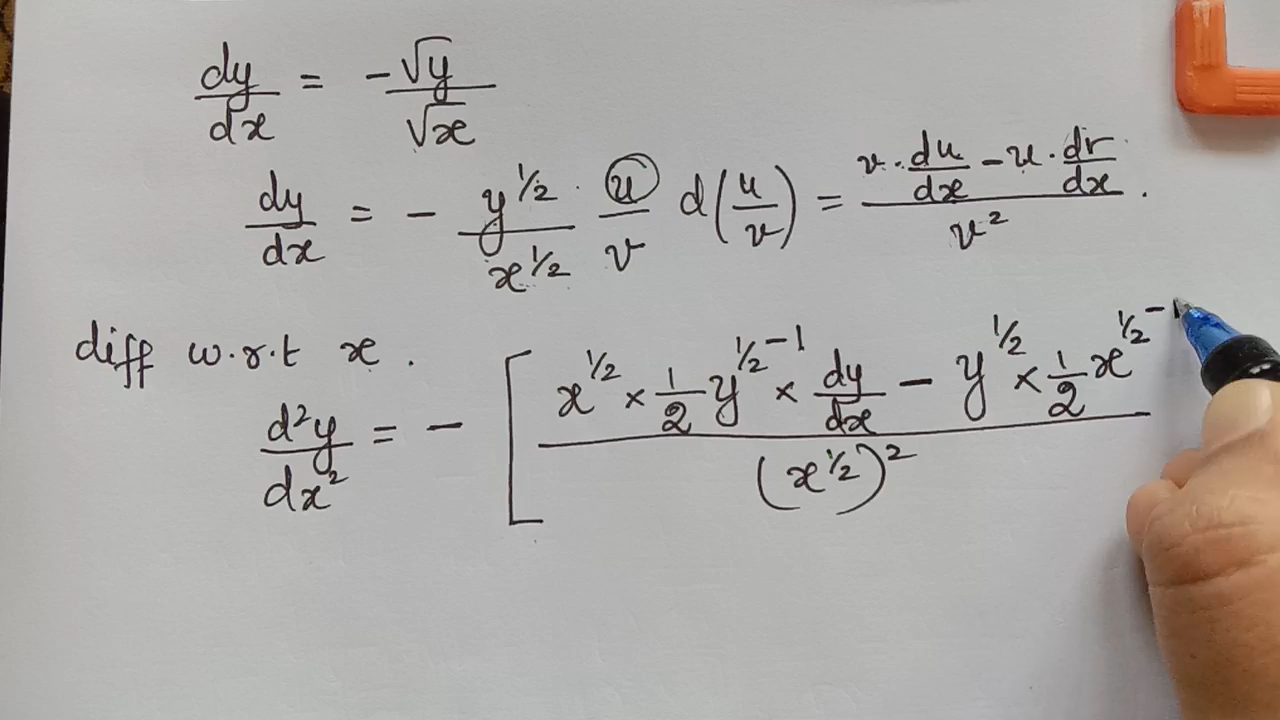 dy/dx = -√y/√x
dy/dx = - y^1/2 / x^1/2 · u/v d(u/v) = (v · du/dx - u · dv/dx) / v² .
diff w.r.t x .
d²y/dx² = - [ (x^1/2 × 1/2 y^1/2-1 × dy/dx - y^1/2 × 1/2 x^1/2-1) / (x^1/2)²